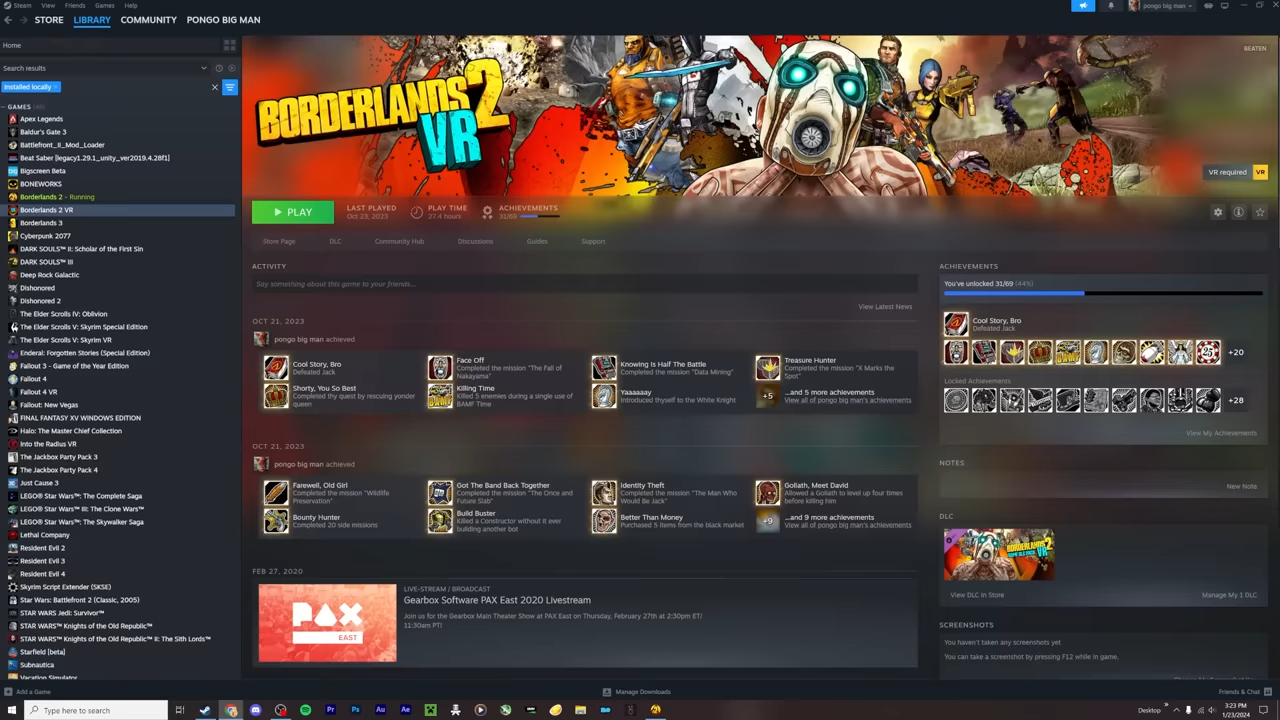 Steam View Friends Games Help
pongo big man
STORE LIBRARY COMMUNITY PONGO BIG MAN
Home
Search results
Installed locally
GAMES
Apex Legends
Baldur's Gate 3
Battlefront_II_Mod_Loader
Beat Saber [legacy1.29.1_unity_ver2019.4.28f1]
Bigscreen Beta
BONEWORKS
Borderlands 2 - Running
Borderlands 2 VR
Borderlands 3
Cyberpunk 2077
DARK SOULS™ II: Scholar of the First Sin
DARK SOULS™ III
Deep Rock Galactic
Dishonored
Dishonored 2
The Elder Scrolls IV: Oblivion
The Elder Scrolls V: Skyrim Special Edition
The Elder Scrolls V: Skyrim VR
Enderal: Forgotten Stories (Special Edition)
Fallout 3 - Game of the Year Edition
Fallout 4
Fallout 4 VR
Fallout: New Vegas
FINAL FANTASY XV WINDOWS EDITION
Halo: The Master Chief Collection
Into the Radius VR
The Jackbox Party Pack 3
The Jackbox Party Pack 4
Just Cause 3
LEGO® Star Wars™: The Complete Saga
LEGO® Star Wars™ III: The Clone Wars™
LEGO® Star Wars™: The Skywalker Saga
Lethal Company
Resident Evil 2
Resident Evil 3
Resident Evil 4
Skyrim Script Extender (SKSE)
Star Wars: Battlefront 2 (Classic, 2005)
STAR WARS Jedi: Survivor™
STAR WARS™ Knights of the Old Republic™
STAR WARS™ Knights of the Old Republic™ II: The Sith Lords™
Starfield [beta]
Subnautica
Vacation Simulator
Add a Game
BORDERLANDS 2
VR
BEATEN
VR required VR
PLAY
LAST PLAYED
Oct 23, 2023
PLAY TIME
27.4 hours
ACHIEVEMENTS
31/69
Store Page DLC Community Hub Discussions Guides Support
ACTIVITY
Say something about this game to your friends...
View Latest News
OCT 21, 2023
pongo big man achieved
Cool Story, Bro
Defeated Jack
Face Off
Completed the mission "The Fall of
Nakayama"
Knowing Is Half The Battle
Completed the mission "Data Mining"
Treasure Hunter
Completed the mission "X Marks the
Spot"
Shorty, You So Best
Completed thy quest by rescuing yonder
queen
Killing Time
Killed 5 enemies during a single use of
BAMF Time
Yaaaaay
Introduced thyself to the White Knight
+5
...and 5 more achievements
View all of pongo big man's achievements
OCT 21, 2023
pongo big man achieved
Farewell, Old Girl
Completed the mission "Wildlife
Preservation"
Got The Band Back Together
Completed the mission "The Once and
Future Slab"
Identity Theft
Completed the mission "The Man Who
Would Be Jack"
Goliath, Meet David
Allowed a Goliath to level up four times
before killing him
Bounty Hunter
Completed 20 side missions
Build Buster
Killed a Constructor without it ever
building another bot
Better Than Money
Purchased 5 items from the black market
+9
...and 9 more achievements
View all of pongo big man's achievements
FEB 27, 2020
PAX
EAST
LIVE-STREAM / BROADCAST
Gearbox Software PAX East 2020 Livestream
Join us for the Gearbox Main Theater Show at PAX East on Thursday, February 27th at 2:30pm ET/
11:30am PT!
ACHIEVEMENTS
You've unlocked 31/69 (44%)
Cool Story, Bro
Defeated Jack
+20
Locked Achievements
+28
View My Achievements
NOTES
New Note
DLC
BORDERLANDS 2
VR
View DLC In Store Manage My 1 DLC
SCREENSHOTS
You haven't taken any screenshots yet
You can take a screenshot by pressing F12 while in game.
Manage Downloads
Friends & Chat
Type here to search
Desktop
3:23 PM
1/23/2024